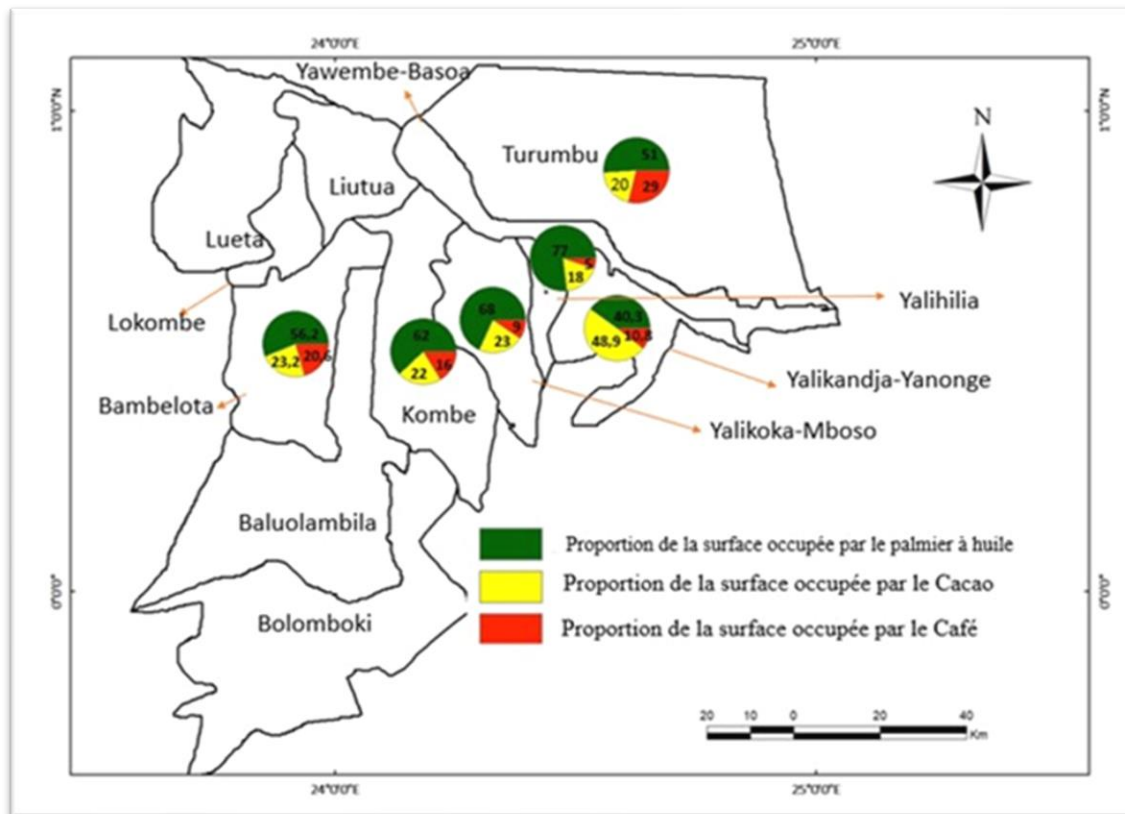 24°0'0"E
25°0'0"E
Yawembe-Basoa
1°0'0"N
1°0'0"N
N
Turumbu
51
20
29
Liutua
Lueta
77
5
18
Yalihilia
Lokombe
68
9
23
40,3
10,8
48,9
56,2
20,6
23,2
62
16
22
Yalikandja-Yanonge
Bambelota
Kombe
Yalikoka-Mboso
Baluolambila
Proportion de la surface occupée par le palmier à huile
Proportion de la surface occupée par le Cacao
0°0'0"
0°0'0"
Bolomboki
Proportion de la surface occupée par le Café
20 10 0 20 40
Km
24°0'0"E
25°0'0"E